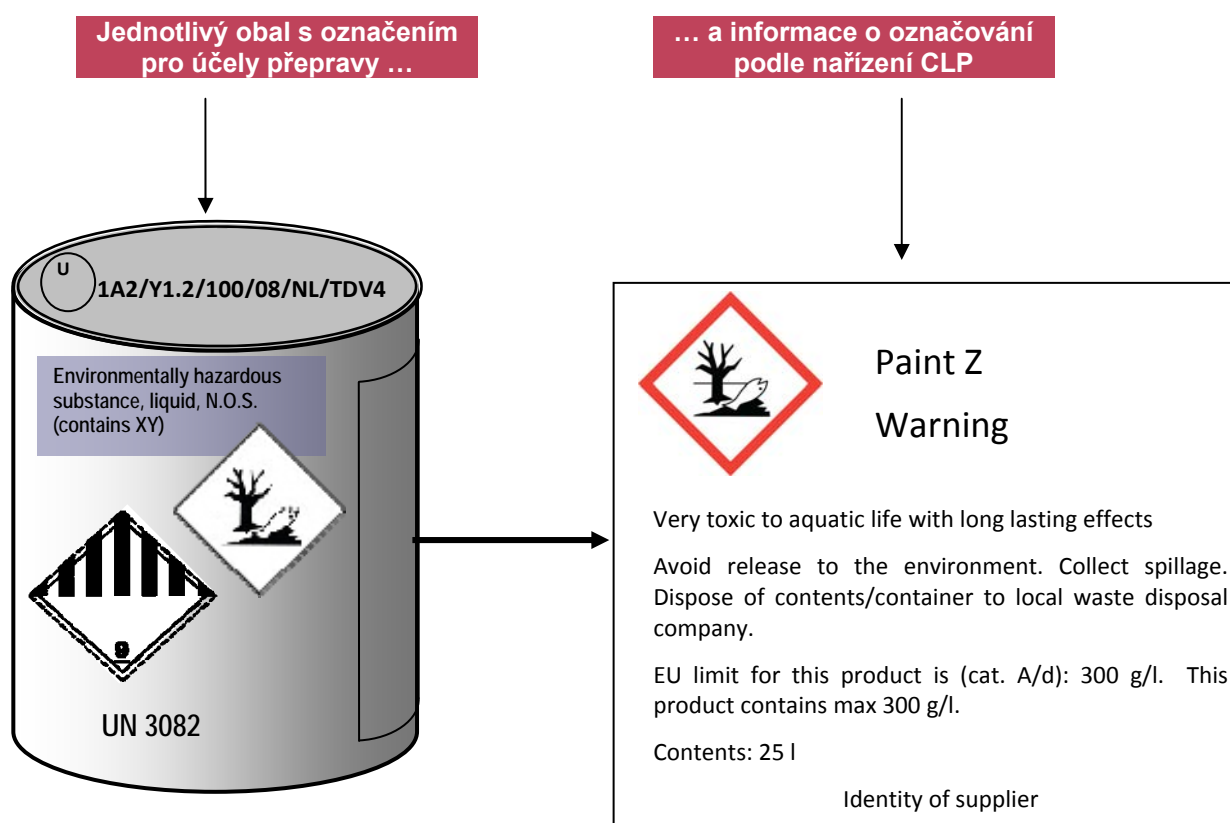 Jednotlivý obal s označením
pro účely přepravy …
… a informace o označování
podle nařízení CLP
U
1A2/Y1.2/100/08/NL/TDV4
Environmentally hazardous
substance, liquid, N.O.S.
(contains XY)
9
UN 3082
Paint Z
Warning
Very toxic to aquatic life with long lasting effects
Avoid release to the environment. Collect spillage.
Dispose of contents/container to local waste disposal
company.
EU limit for this product is (cat. A/d): 300 g/l. This
product contains max 300 g/l.
Contents: 25 l
Identity of supplier